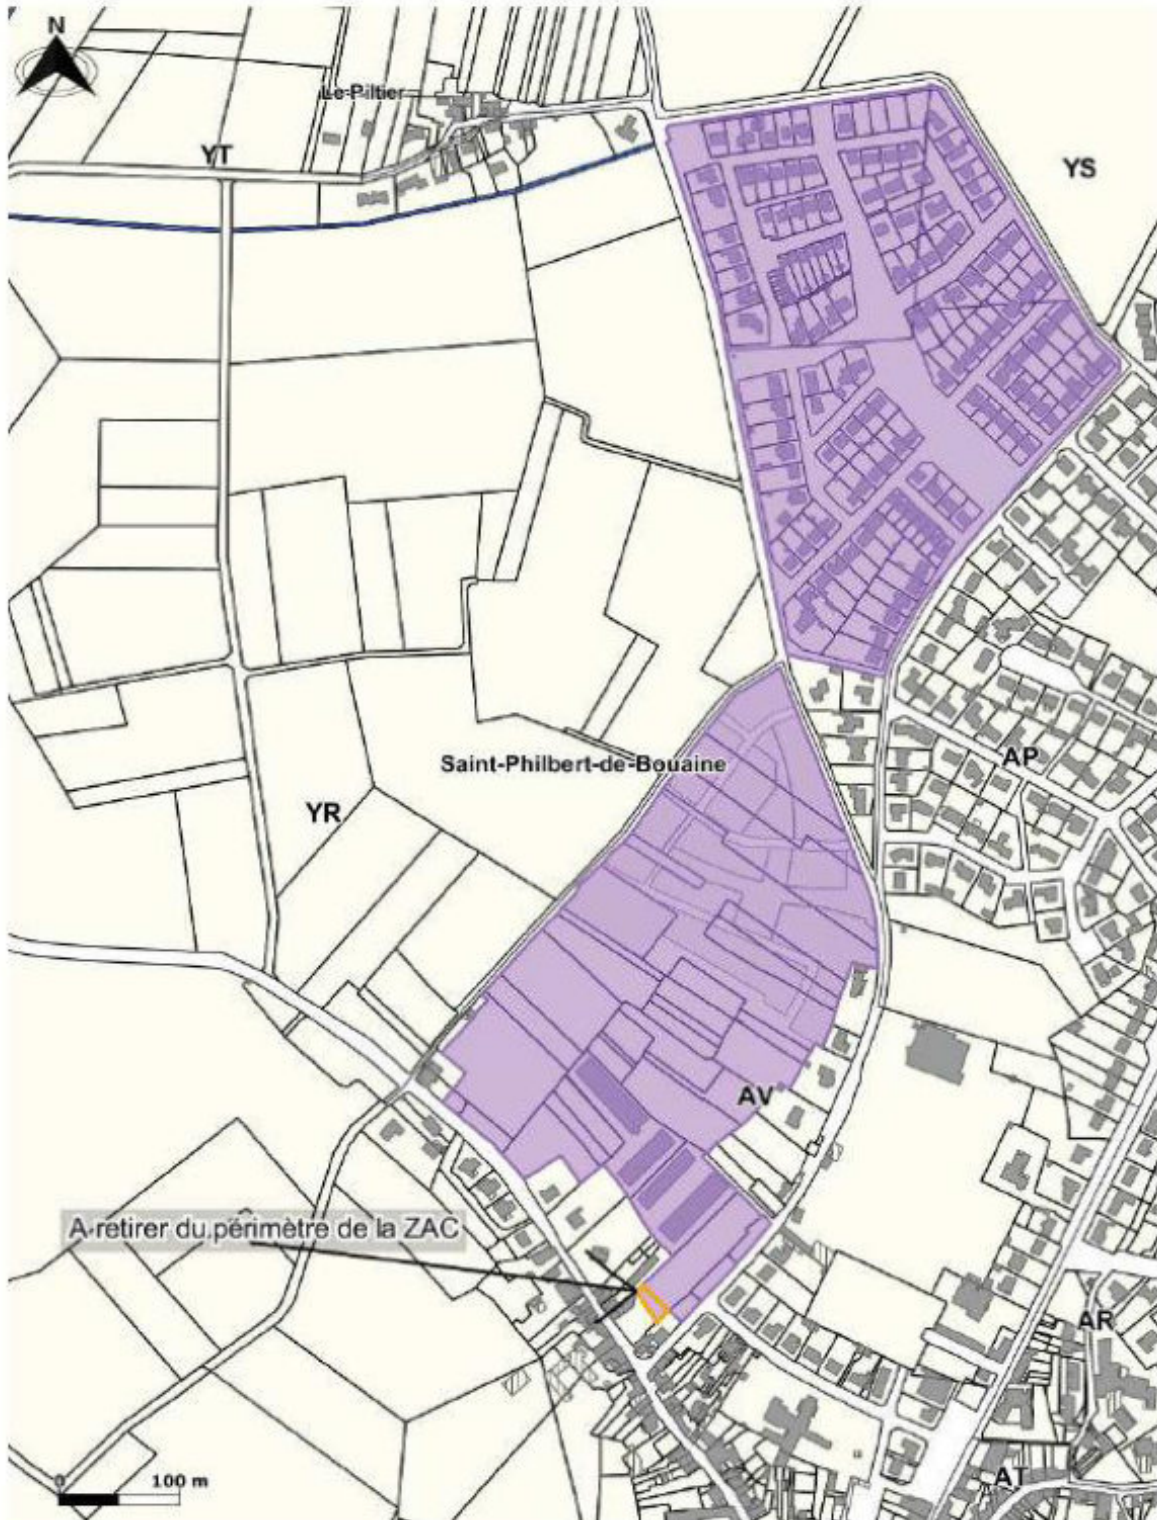 N
Le Piltier
YT
YS
Saint-Philbert-de-Bouaine
AP
YR
AV
A retirer du périmètre de la ZAC
AR
AT
0 100 m